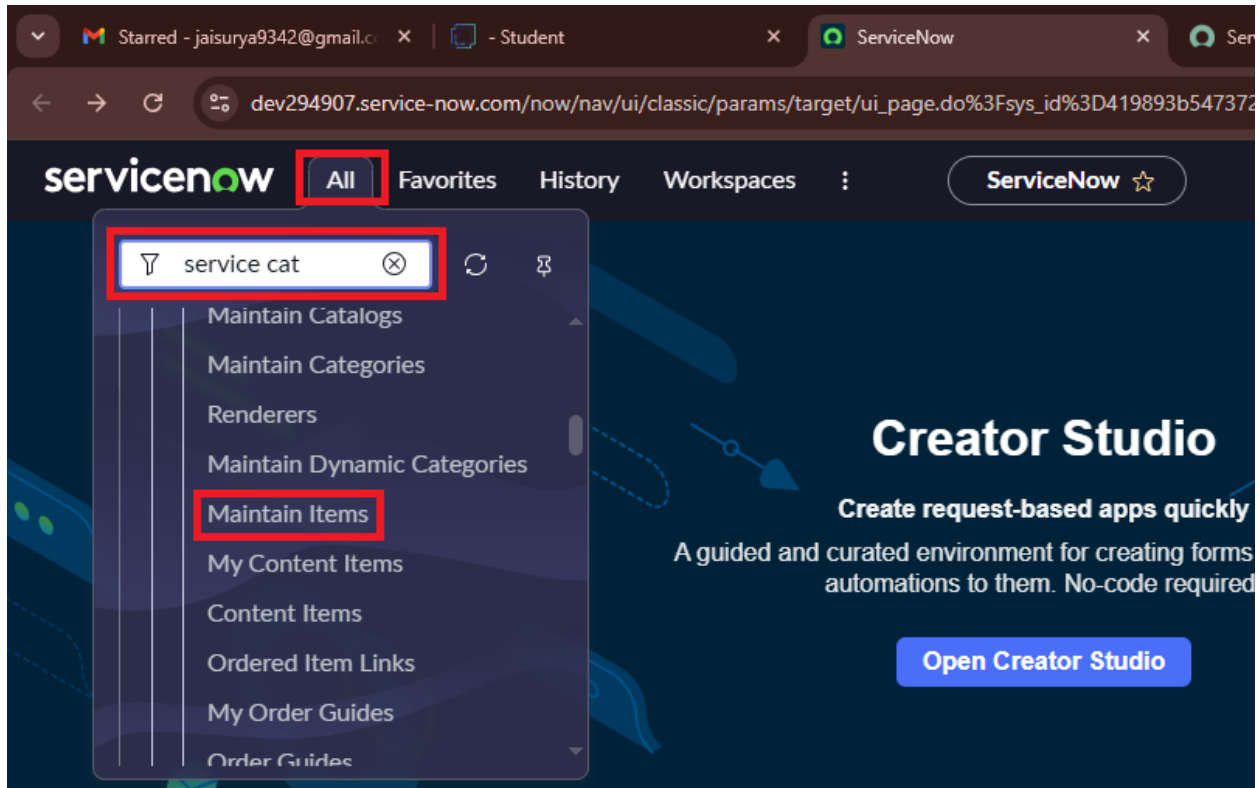 Starred - jaisurya9342@gmail.c
- Student
ServiceNow
Ser
dev294907.service-now.com/now/nav/ui/classic/params/target/ui_page.do%3Fsys_id%3D419893b547372
servicenow
All
Favorites
History
Workspaces
ServiceNow
service cat
Maintain Catalogs
Maintain Categories
Renderers
Maintain Dynamic Categories
Maintain Items
My Content Items
Content Items
Ordered Item Links
My Order Guides
Order Guides
Creator Studio
Create request-based apps quickly
A guided and curated environment for creating forms
automations to them. No-code required
Open Creator Studio